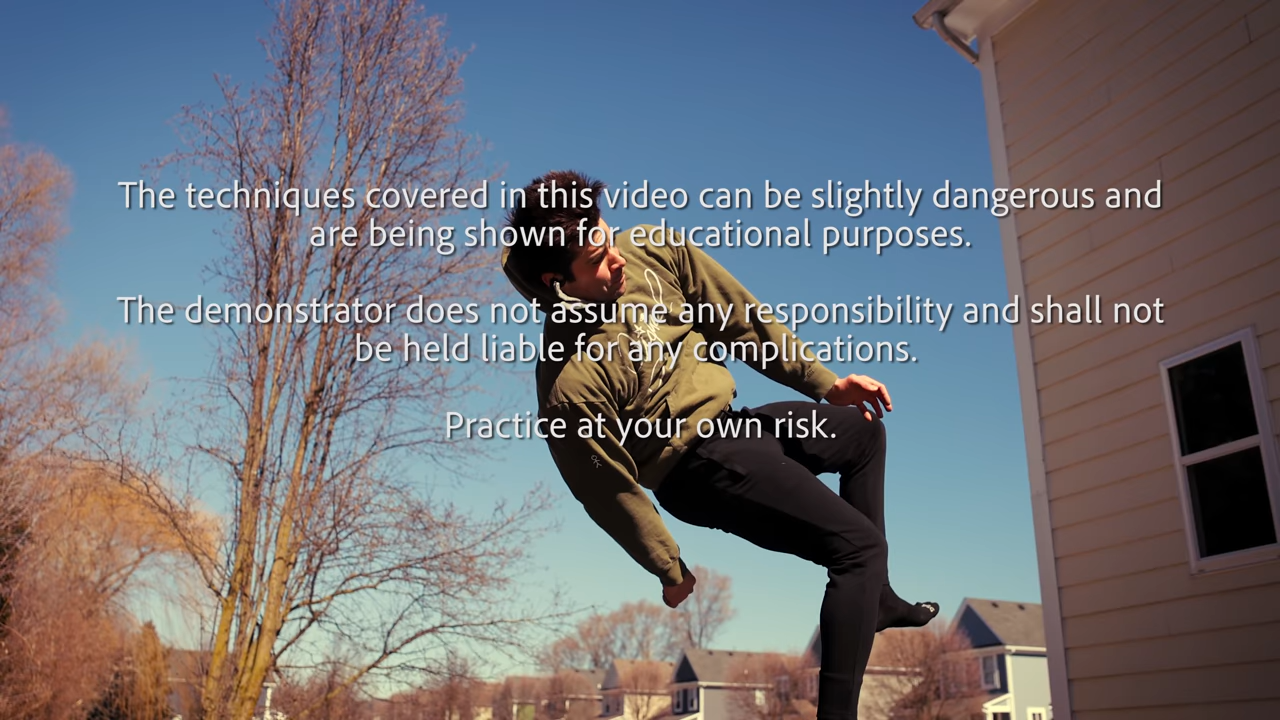 The techniques covered in this video can be slightly dangerous and
are being shown for educational purposes.
The demonstrator does not assume any responsibility and shall not
be held liable for any complications.
Practice at your own risk.